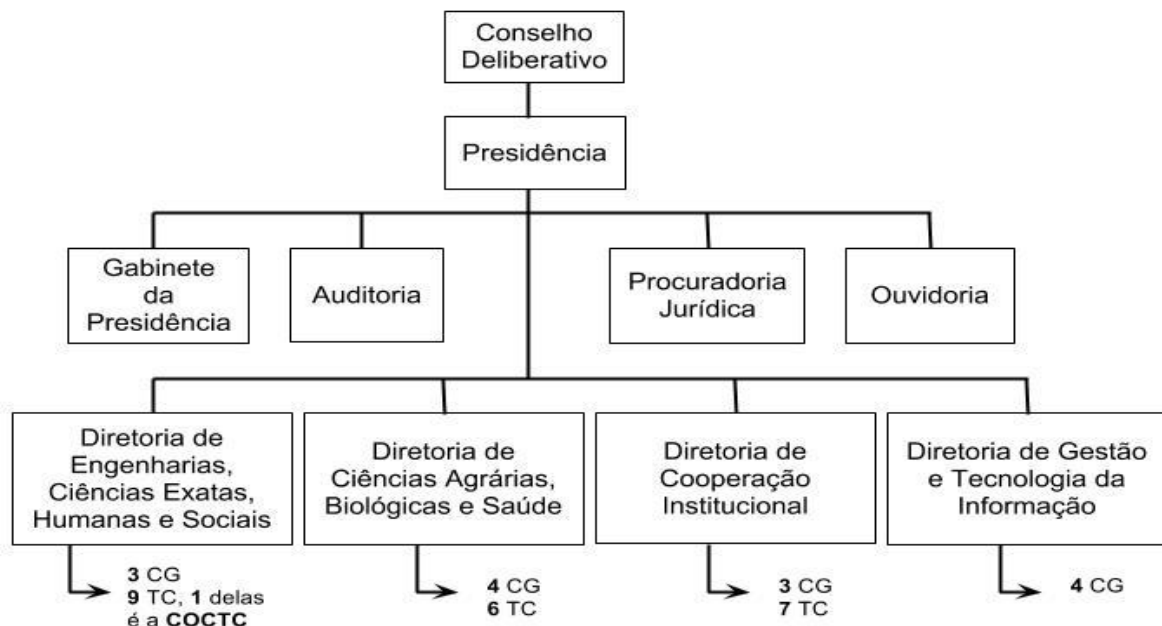 Conselho
Deliberativo
Presidência
Gabinete
da
Presidência
Auditoria
Procuradoria
Jurídica
Ouvidoria
Diretoria de
Engenharias,
Ciências Exatas,
Humanas e Sociais
Diretoria de
Ciências Agrárias,
Biológicas e Saúde
Diretoria de
Cooperação
Institucional
Diretoria de Gestão
e Tecnologia da
Informação
3 CG
9 TC, 1 delas
é a COCTC
4 CG
6 TC
3 CG
7 TC
4 CG